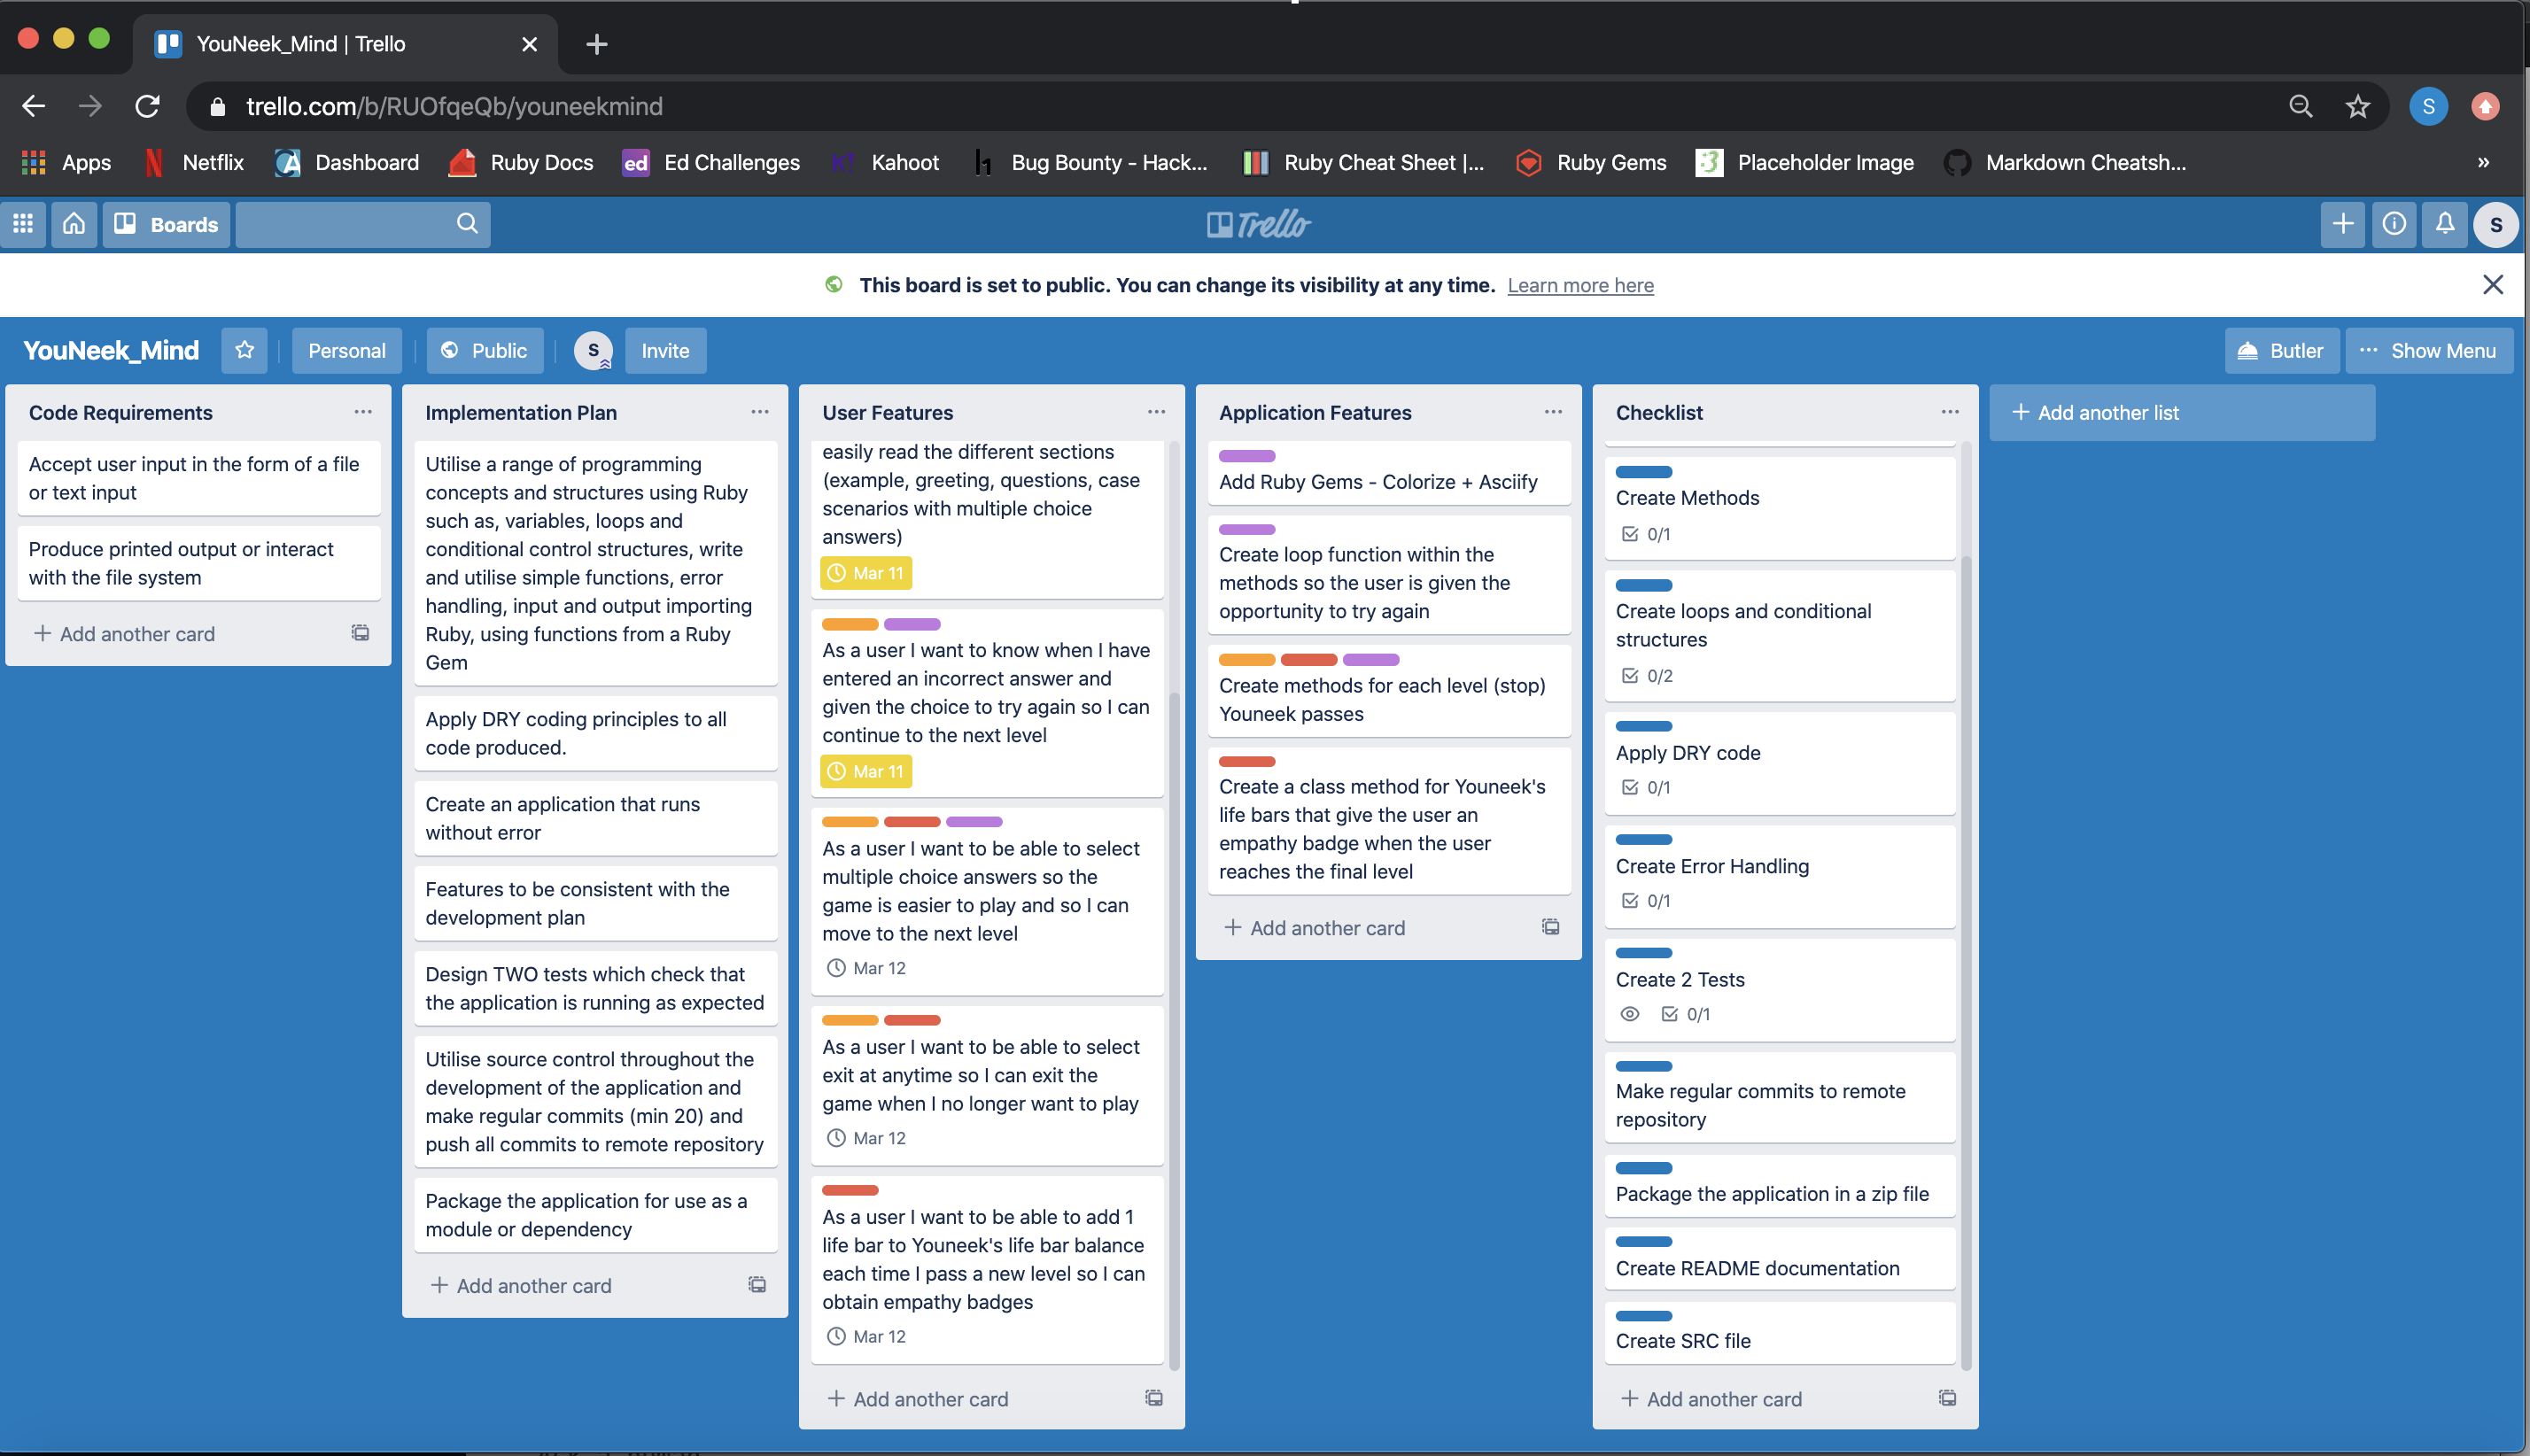 YouNeek_Mind | Trello
trello.com/b/RUOfqeQb/youneekmind
S
Apps
Netflix
Dashboard
Ruby Docs
ed
Ed Challenges
K!
Kahoot
h1
Bug Bounty - Hack...
Ruby Cheat Sheet |...
Ruby Gems
Placeholder Image
Markdown Cheatsh...
»
Boards
Trello
S
This board is set to public. You can change its visibility at any time. Learn more here
YouNeek_Mind
Personal
Public
S
Invite
Butler
Show Menu
Code Requirements
Accept user input in the form of a file
or text input
Produce printed output or interact
with the file system
Add another card
Implementation Plan
Utilise a range of programming
concepts and structures using Ruby
such as, variables, loops and
conditional control structures, write
and utilise simple functions, error
handling, input and output importing
Ruby, using functions from a Ruby
Gem
Apply DRY coding principles to all
code produced.
Create an application that runs
without error
Features to be consistent with the
development plan
Design TWO tests which check that
the application is running as expected
Utilise source control throughout the
development of the application and
make regular commits (min 20) and
push all commits to remote repository
Package the application for use as a
module or dependency
Add another card
User Features
easily read the different sections
(example, greeting, questions, case
scenarios with multiple choice
answers)
Mar 11
As a user I want to know when I have
entered an incorrect answer and
given the choice to try again so I can
continue to the next level
Mar 11
As a user I want to be able to select
multiple choice answers so the
game is easier to play and so I can
move to the next level
Mar 12
As a user I want to be able to select
exit at anytime so I can exit the
game when I no longer want to play
Mar 12
As a user I want to be able to add 1
life bar to Youneek's life bar balance
each time I pass a new level so I can
obtain empathy badges
Mar 12
Add another card
Application Features
Add Ruby Gems - Colorize + Asciify
Create loop function within the
methods so the user is given the
opportunity to try again
Create methods for each level (stop)
Youneek passes
Create a class method for Youneek's
life bars that give the user an
empathy badge when the user
reaches the final level
Add another card
Checklist
Create Methods
0/1
Create loops and conditional
structures
0/2
Apply DRY code
0/1
Create Error Handling
0/1
Create 2 Tests
0/1
Make regular commits to remote
repository
Package the application in a zip file
Create README documentation
Create SRC file
Add another card
Add another list